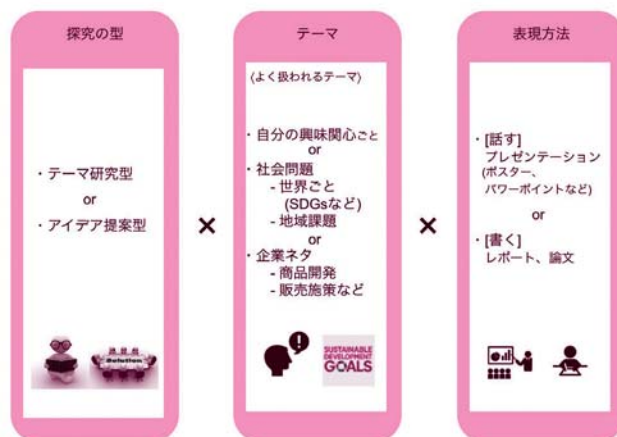 探究の型
・テーマ研究型
or
・アイデア提案型
×
テーマ
(よく扱われるテーマ)
・自分の興味関心ごと
or
・社会問題
- 世界ごと
(SDGsなど)
- 地域課題
or
・企業ネタ
- 商品開発
- 販売施策など
SUSTAINABLE
DEVELOPMENT
GOALS
×
表現方法
・[話す]
プレゼンテーション
(ポスター、
パワーポイントなど)
or
・[書く]
レポート、論文
Solution